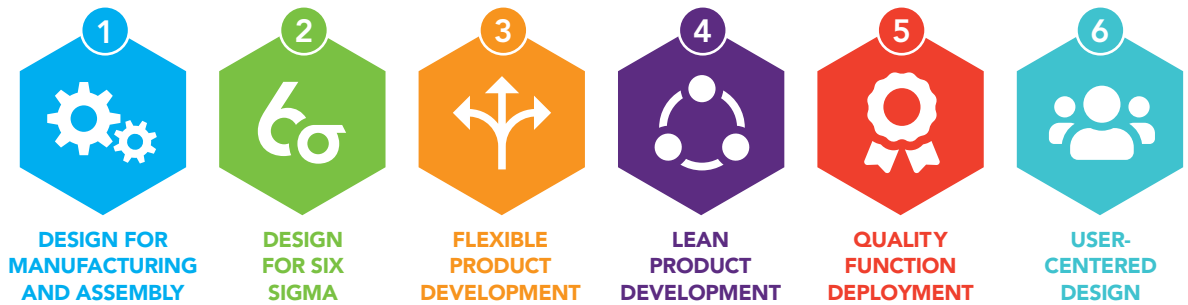 1
DESIGN FOR
MANUFACTURING
AND ASSEMBLY
2
6σ
DESIGN
FOR SIX
SIGMA
3
FLEXIBLE
PRODUCT
DEVELOPMENT
4
LEAN
PRODUCT
DEVELOPMENT
5
QUALITY
FUNCTION
DEPLOYMENT
6
USER-
CENTERED
DESIGN